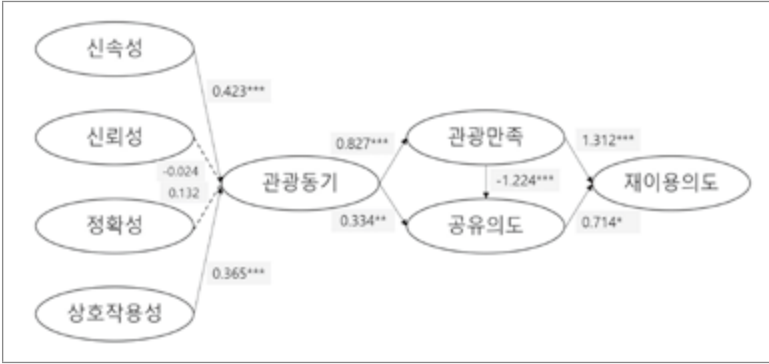 신속성
0.423***
신뢰성
관광만족
0.827***
1.312***
-0.024
관광동기
-1.224***
재이용의도
0.132
정확성
0.334**
공유의도
0.714*
0.365***
상호작용성